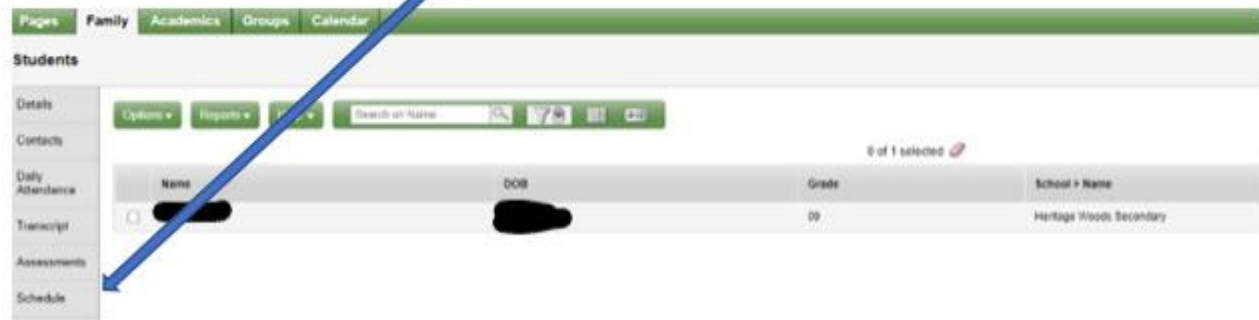 Pages Family Academics Groups Calendar
Students
Details
Options Reports Search on Name
Contacts
0 of 1 selected
Daily
Attendance
Name DOB Grade School > Name
09 Heritage Woods Secondary
Transcript
Assessments
Schedule